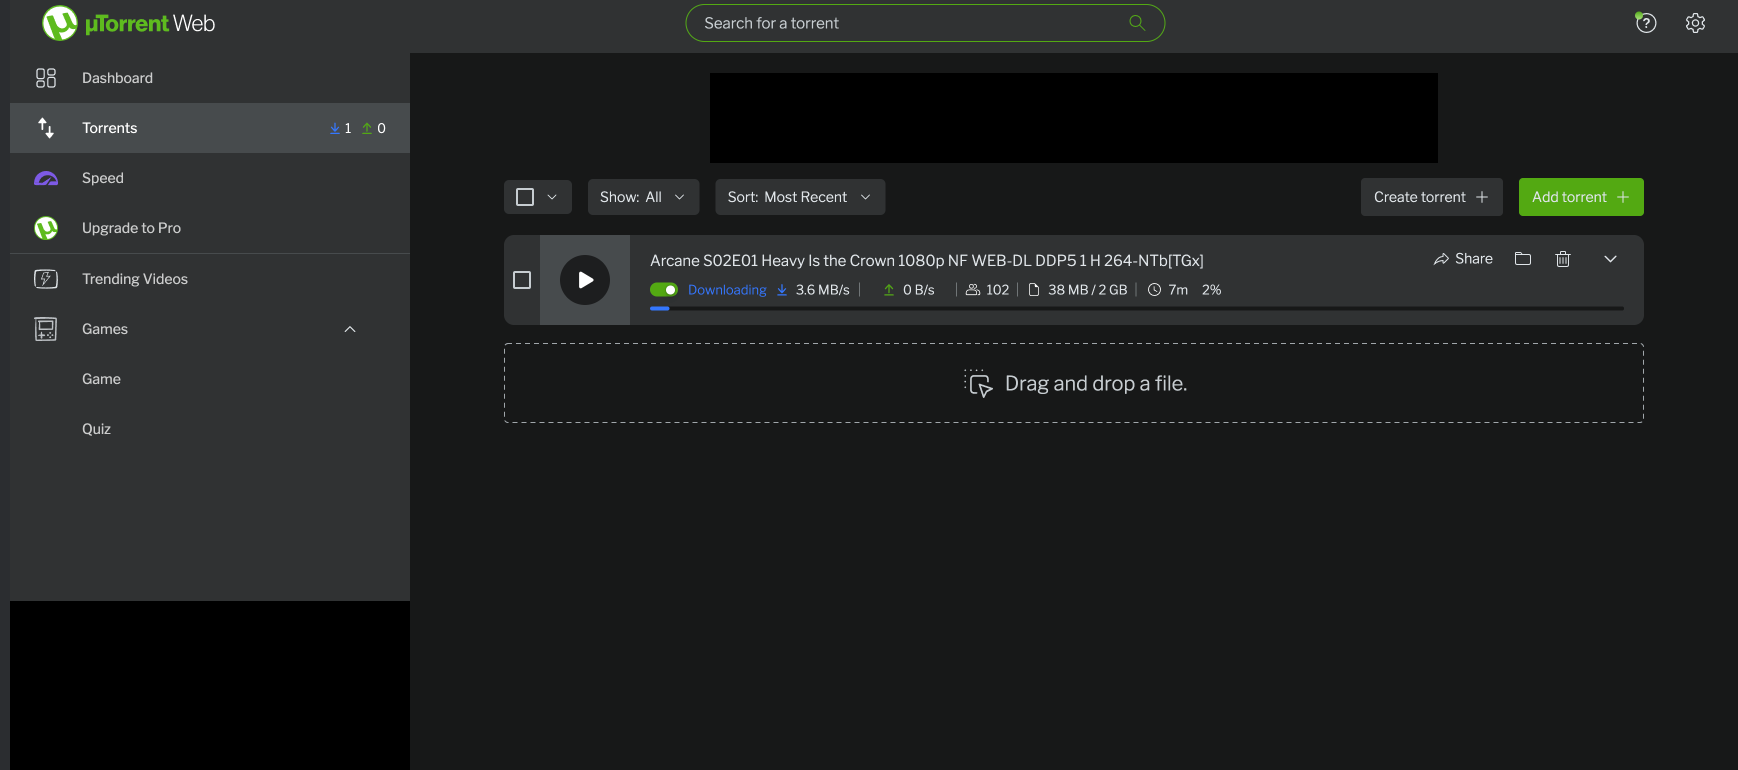 µTorrent Web
Search for a torrent
?
Dashboard
Torrents 1 0
Speed
Upgrade to Pro
Trending Videos
Games
Game
Quiz
Show: All
Sort: Most Recent
Create torrent +
Add torrent +
Arcane S02E01 Heavy Is the Crown 1080p NF WEB-DL DDP5 1 H 264-NTb[TGx]
Share
Downloading 3.6 MB/s | 0 B/s | 102 | 38 MB / 2 GB | 7m 2%
Drag and drop a file.